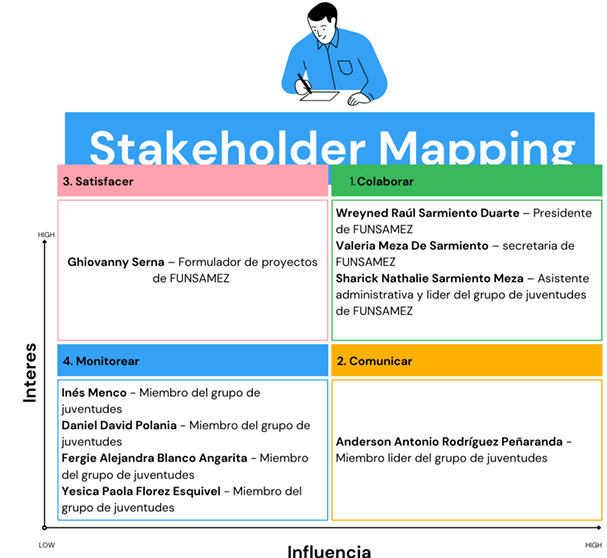 Stakeholder Mapping
3. Satisfacer
1.Colaborar
HIGH
Ghiovanny Serna – Formulador de proyectos
de FUNSAMEZ
Wreyned Raúl Sarmiento Duarte – Presidente
de FUNSAMEZ
Valeria Meza De Sarmiento – secretaria de
FUNSAMEZ
Sharick Nathalie Sarmiento Meza – Asistente
administrativa y lider del grupo de juventudes
de FUNSAMEZ
Interes
4. Monitorear
2. Comunicar
Inés Menco - Miembro del grupo de
juventudes
Daniel David Polania - Miembro del grupo de
juventudes
Fergie Alejandra Blanco Angarita - Miembro
del grupo de juventudes
Yesica Paola Florez Esquivel - Miembro del
grupo de juventudes
Anderson Antonio Rodríguez Peñaranda -
Miembro lider del grupo de juventudes
LOW
HIGH
Influencia